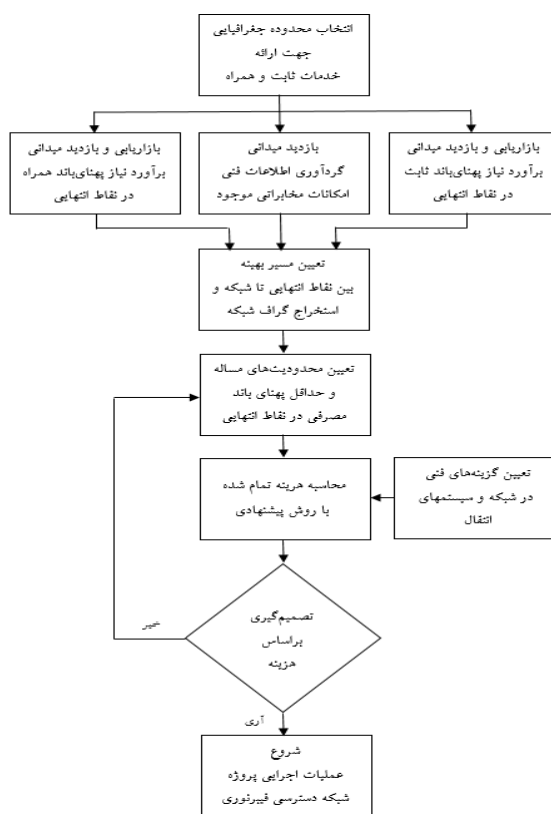 انتخاب محدوده جغرافیایی
جهت ارائه
خدمات ثابت و همراه
بازاریابی و بازدید میدانی
برآورد نیاز پهنای‌باند ثابت
در نقاط انتهایی
بازدید میدانی
گردآوری اطلاعات فنی
امکانات مخابراتی موجود
بازاریابی و بازدید میدانی
برآورد نیاز پهنای‌باند همراه
در نقاط انتهایی
تعیین مسیر بهینه
بین نقاط انتهایی تا شبکه و
استخراج گراف شبکه
تعیین محدودیت‌های مساله
و حداقل پهنای باند
مصرفی در نقاط انتهایی
محاسبه هزینه تمام شده
با روش پیشنهادی
تعیین گزینه‌های فنی
در شبکه و سیستمهای
انتقال
تصمیم‌گیری
براساس
هزینه
خیر
آری
شروع
عملیات اجرایی پروژه
شبکه دسترسی فیبرنوری